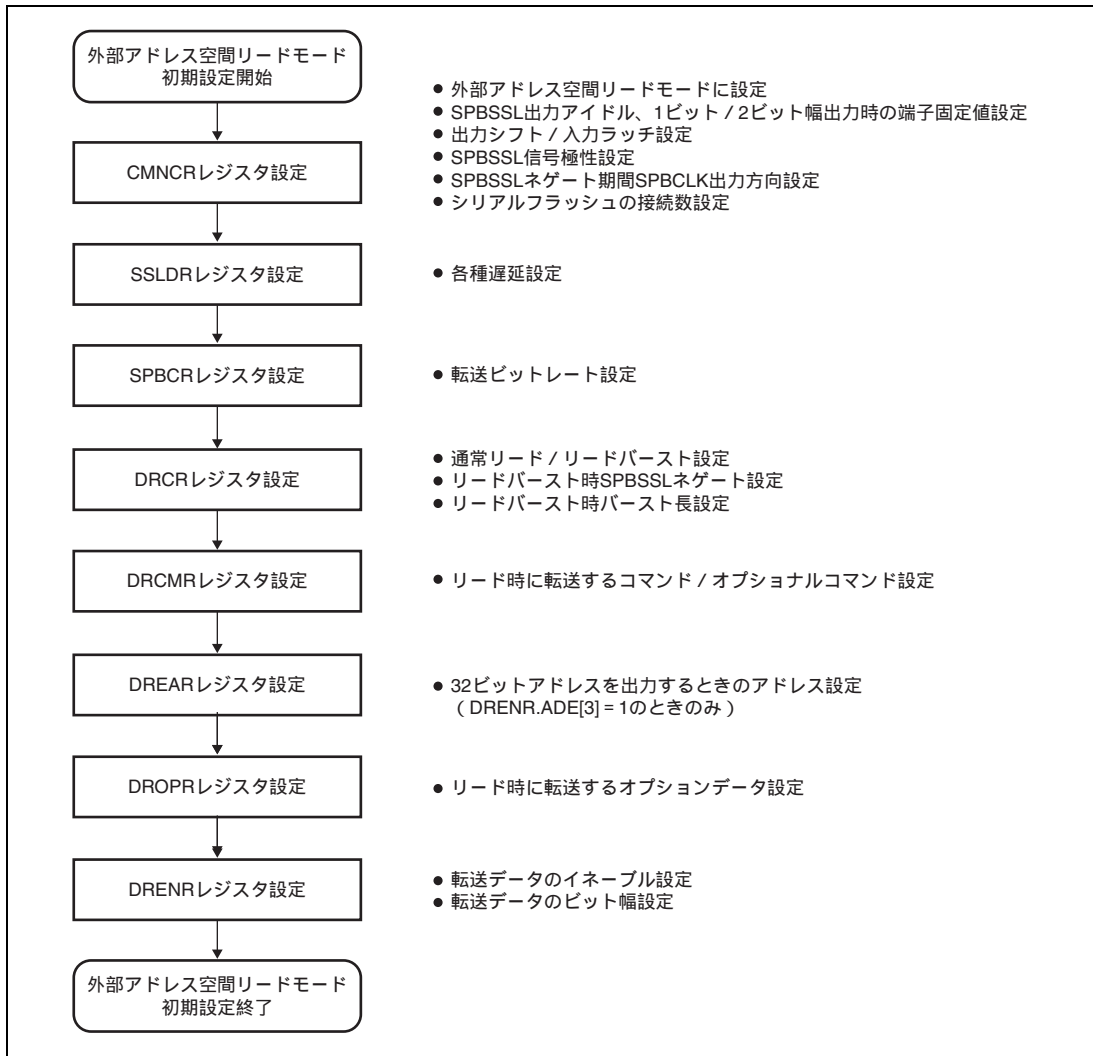 外部アドレス空間リードモード
初期設定開始
● 外部アドレス空間リードモードに設定
● SPBSSL出力アイドル、1ビット / 2ビット幅出力時の端子固定値設定
● 出力シフト / 入力ラッチ設定
● SPBSSL信号極性設定
● SPBSSLネゲート期間SPBCLK出力方向設定
● シリアルフラッシュの接続数設定
CMNCRレジスタ設定
SSLDRレジスタ設定
● 各種遅延設定
SPBCRレジスタ設定
● 転送ビットレート設定
DRCRレジスタ設定
● 通常リード / リードバースト設定
● リードバースト時SPBSSLネゲート設定
● リードバースト時バースト長設定
DRCMRレジスタ設定
● リード時に転送するコマンド / オプショナルコマンド設定
DREARレジスタ設定
● 32ビットアドレスを出力するときのアドレス設定
( DRENR.ADE[3] = 1のときのみ )
DROPRレジスタ設定
● リード時に転送するオプションデータ設定
DRENRレジスタ設定
● 転送データのイネーブル設定
● 転送データのビット幅設定
外部アドレス空間リードモード
初期設定終了